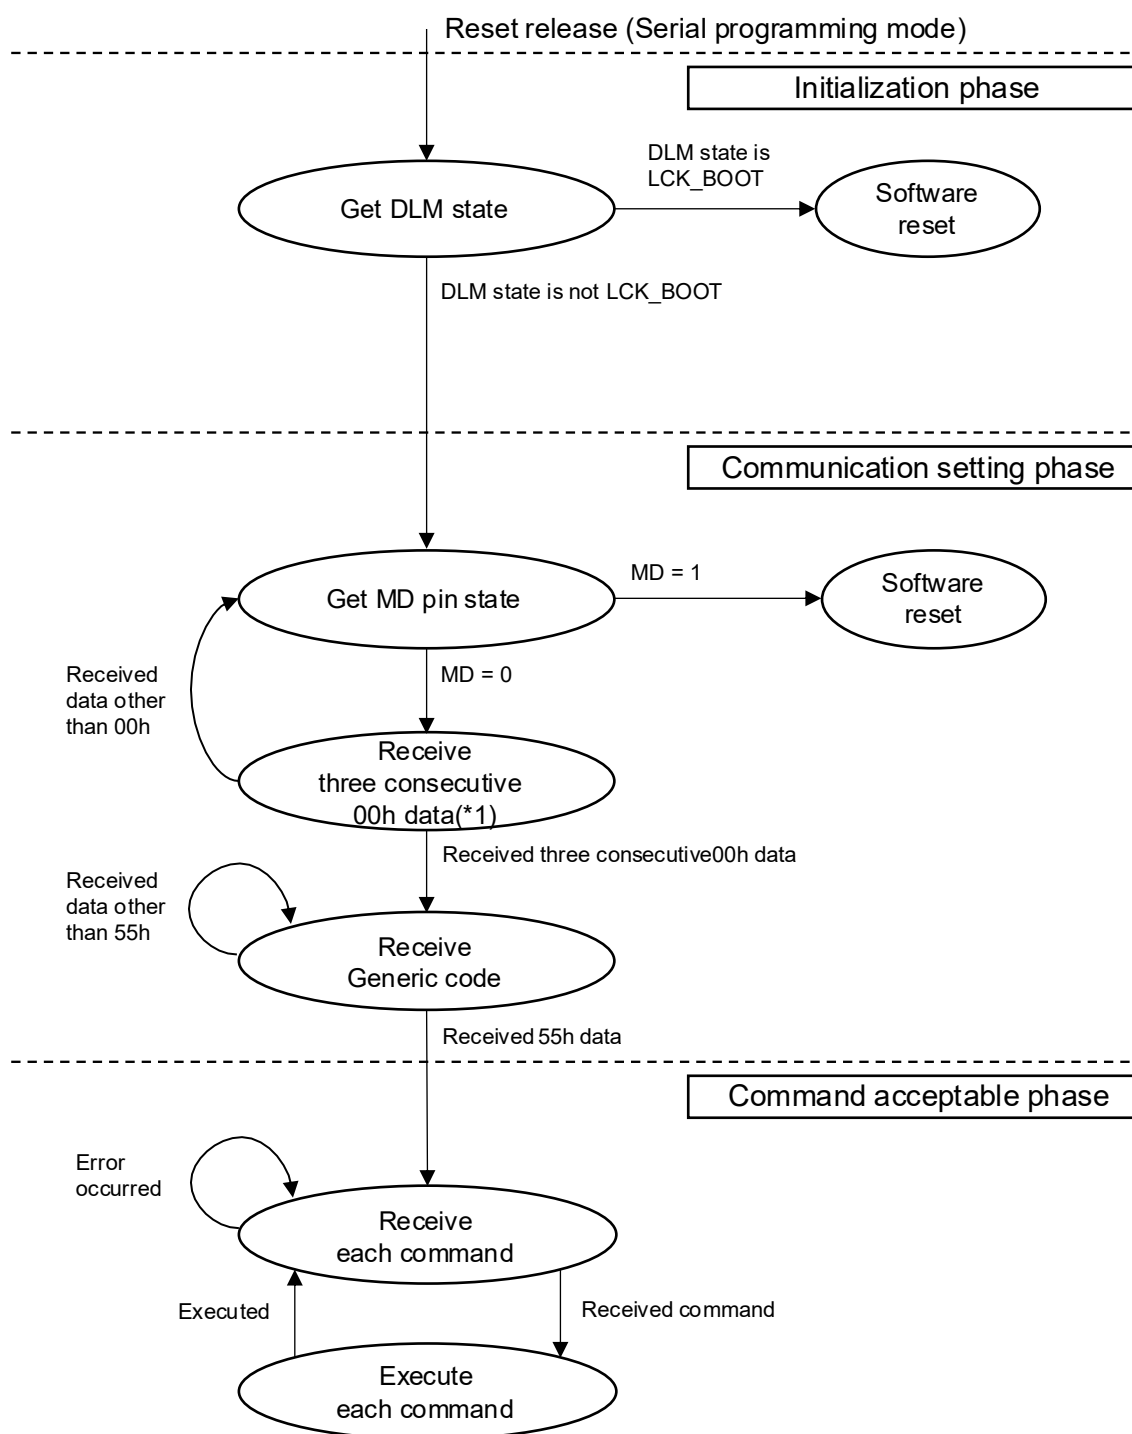 Reset release (Serial programming mode)
Initialization phase
DLM state is
LCK_BOOT
Get DLM state
Software
reset
DLM state is not LCK_BOOT
Communication setting phase
Get MD pin state
MD = 1
Software
reset
Received
data other
than 00h
MD = 0
Receive
three consecutive
00h data(*1)
Received three consecutive00h data
Received
data other
than 55h
Receive
Generic code
Received 55h data
Command acceptable phase
Error
occurred
Receive
each command
Executed
Received command
Execute
each command